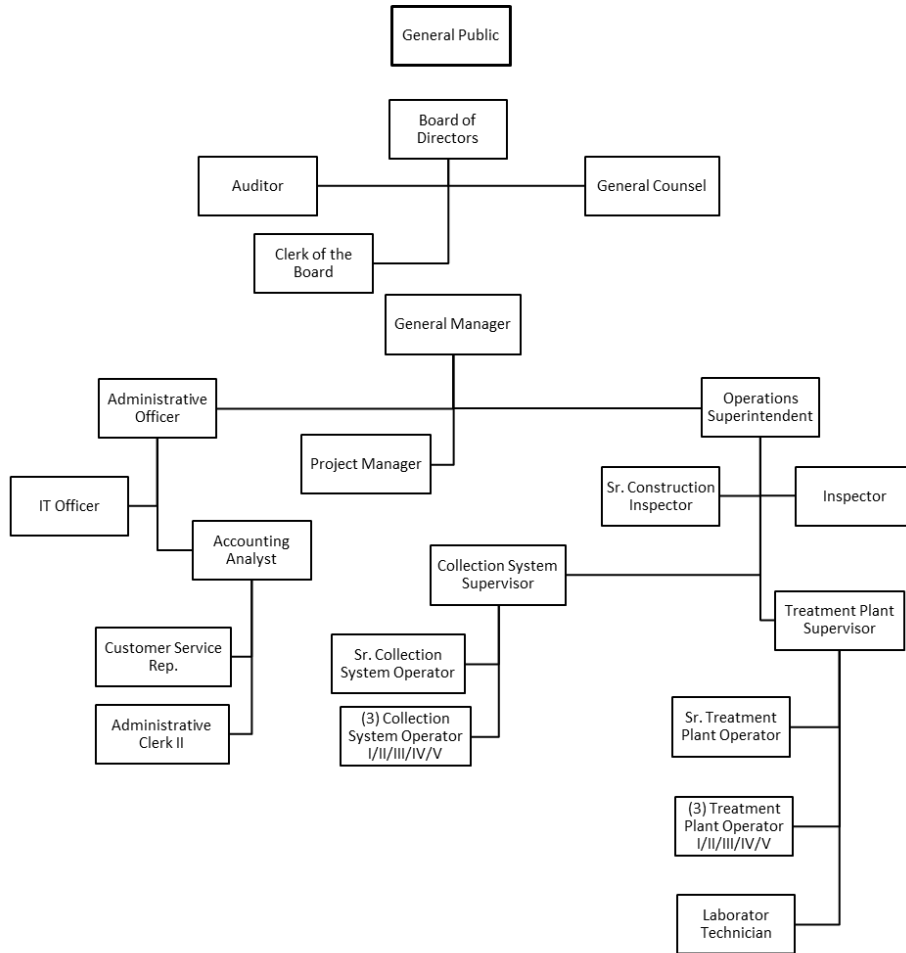 General Public
Board of
Directors
Auditor
General Counsel
Clerk of the
Board
General Manager
Administrative
Officer
Operations
Superintendent
Project Manager
IT Officer
Sr. Construction
Inspector
Inspector
Accounting
Analyst
Collection System
Supervisor
Treatment Plant
Supervisor
Customer Service
Rep.
Sr. Collection
System Operator
Administrative
Clerk II
(3) Collection
System Operator
I/II/III/IV/V
Sr. Treatment
Plant Operator
(3) Treatment
Plant Operator
I/II/III/IV/V
Laborator
Technician